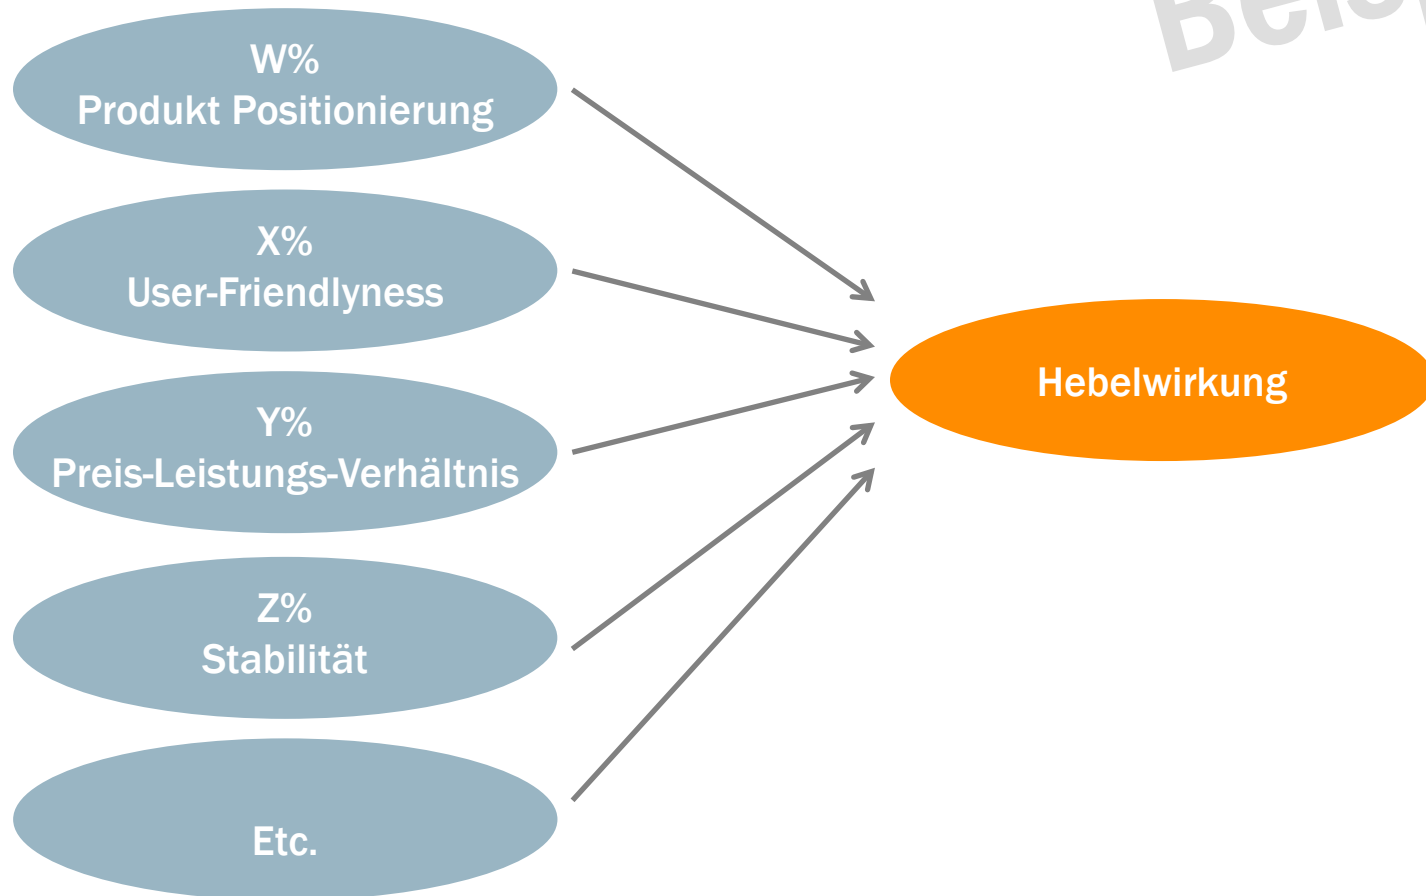 W%
Produkt Positionierung
X%
User-Friendlyness
Y%
Preis-Leistungs-Verhältnis
Z%
Stabilität
Etc.
Hebelwirkung